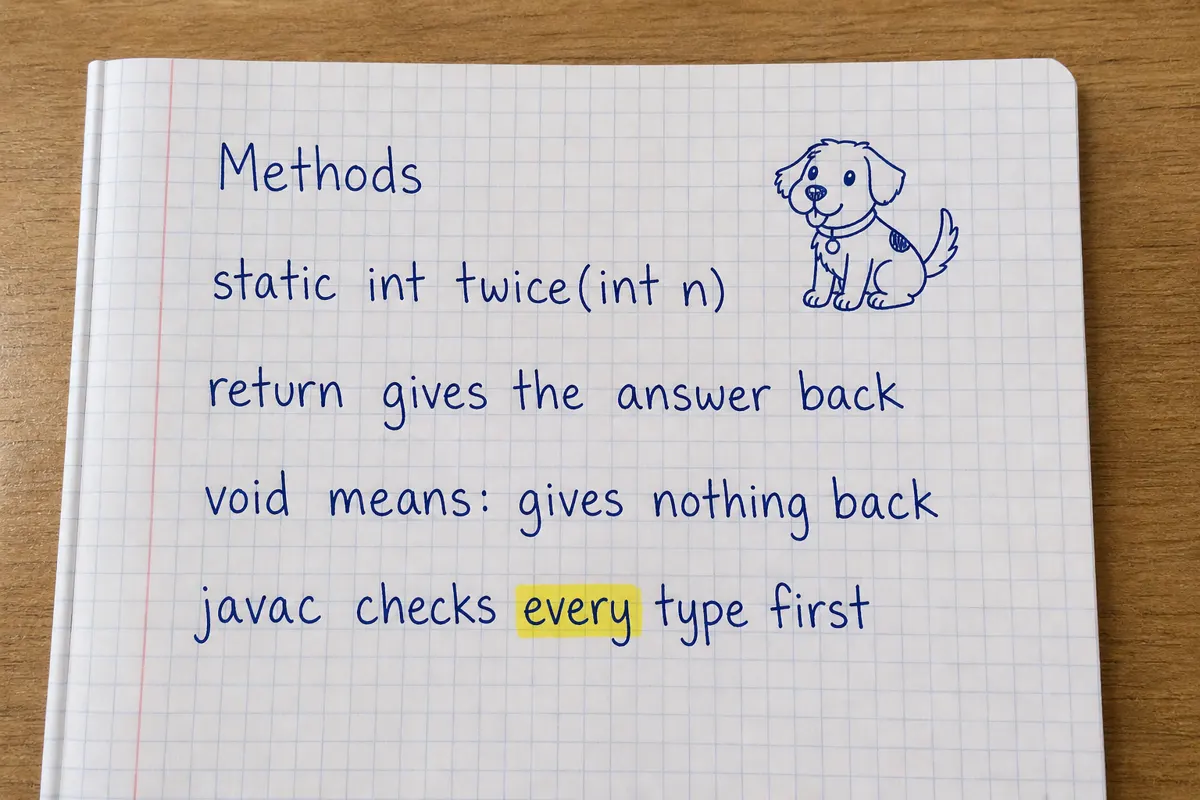 Methods
static int twice(int n)
return gives the answer back
void means: gives nothing back
javac checks every type first